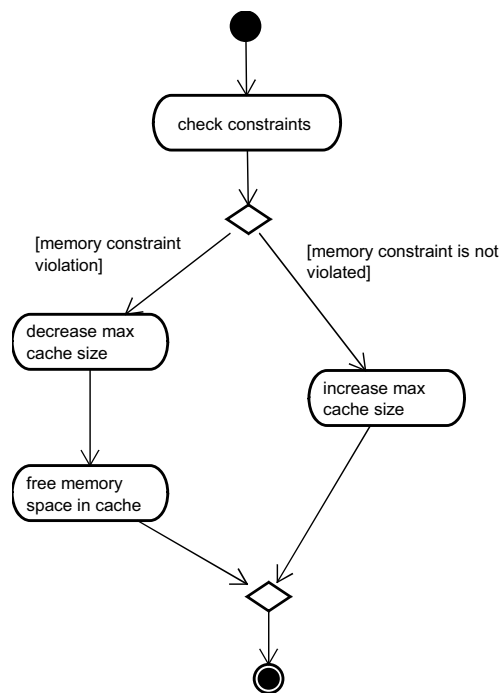 check constraints
[memory constraint
violation]
[memory constraint is not
violated]
decrease max
cache size
increase max
cache size
free memory
space in cache